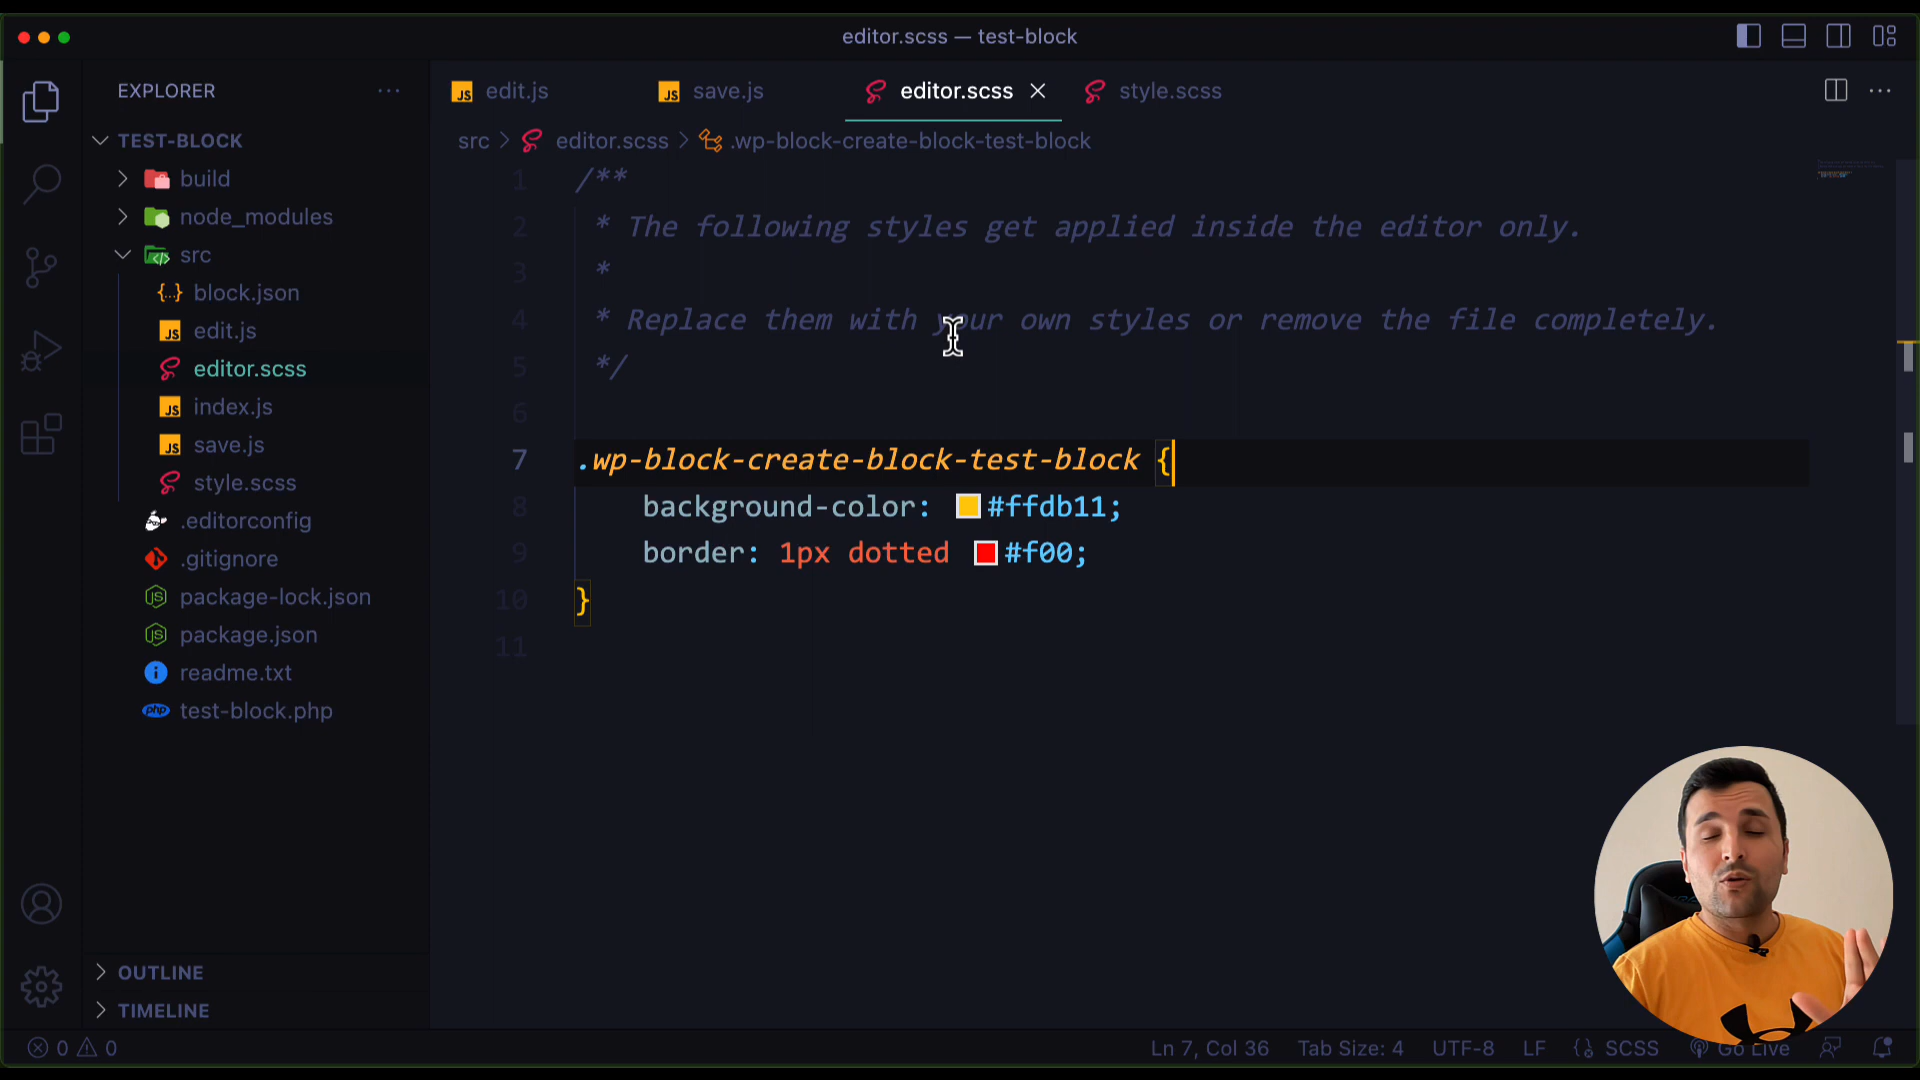 editor.scss — test-block
EXPLORER
TEST-BLOCK
build
node_modules
src
block.json
edit.js
editor.scss
index.js
save.js
style.scss
.editorconfig
.gitignore
package-lock.json
package.json
readme.txt
test-block.php
OUTLINE
TIMELINE
edit.js save.js editor.scss style.scss
src > editor.scss > .wp-block-create-block-test-block
1 /**
2 * The following styles get applied inside the editor only.
3 *
4 * Replace them with your own styles or remove the file completely.
5 */
6
7 .wp-block-create-block-test-block {
8 background-color: #ffdb11;
9 border: 1px dotted #f00;
10 }
11
0 0 Ln 7, Col 36 Tab Size: 4 UTF-8 LF SCSS Go Live